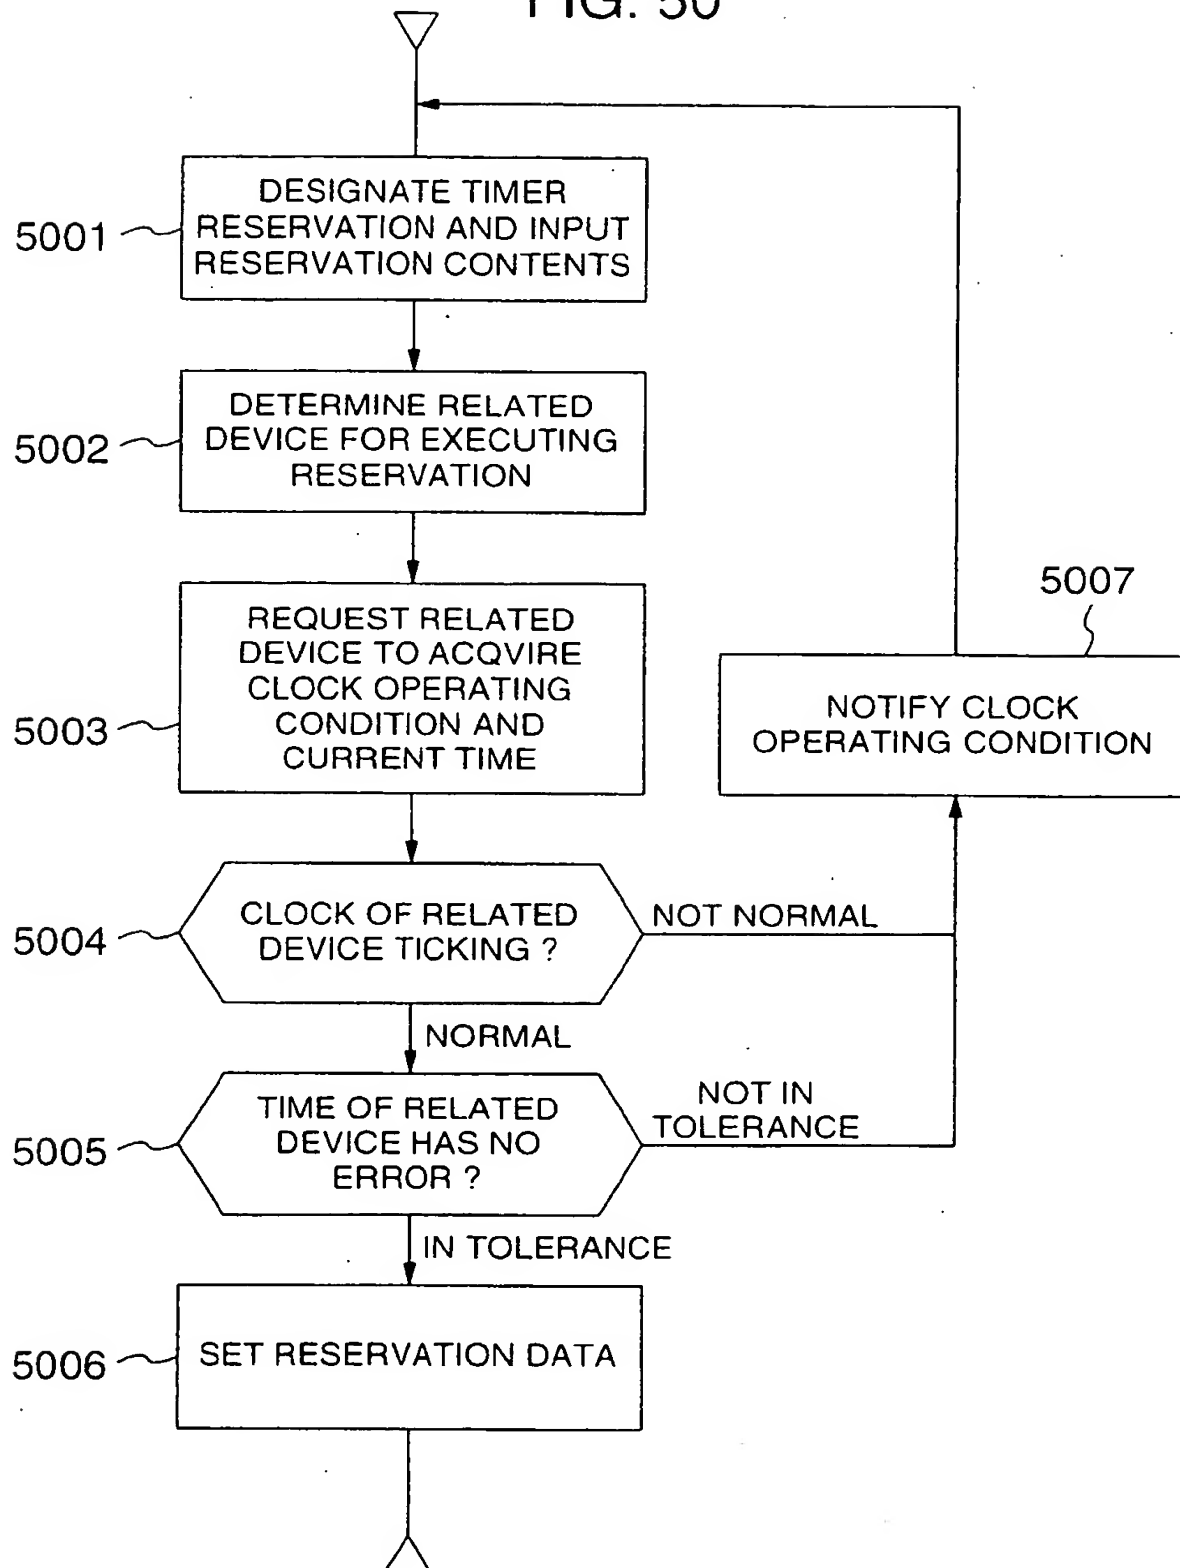 FIG. 50
5001
DESIGNATE TIMER
RESERVATION AND INPUT
RESERVATION CONTENTS
5002
DETERMINE RELATED
DEVICE FOR EXECUTING
RESERVATION
5003
REQUEST RELATED
DEVICE TO ACQVIRE
CLOCK OPERATING
CONDITION AND
CURRENT TIME
5007
NOTIFY CLOCK
OPERATING CONDITION
5004
CLOCK OF RELATED
DEVICE TICKING ?
NOT NORMAL
NORMAL
5005
TIME OF RELATED
DEVICE HAS NO
ERROR ?
NOT IN
TOLERANCE
IN TOLERANCE
5006
SET RESERVATION DATA